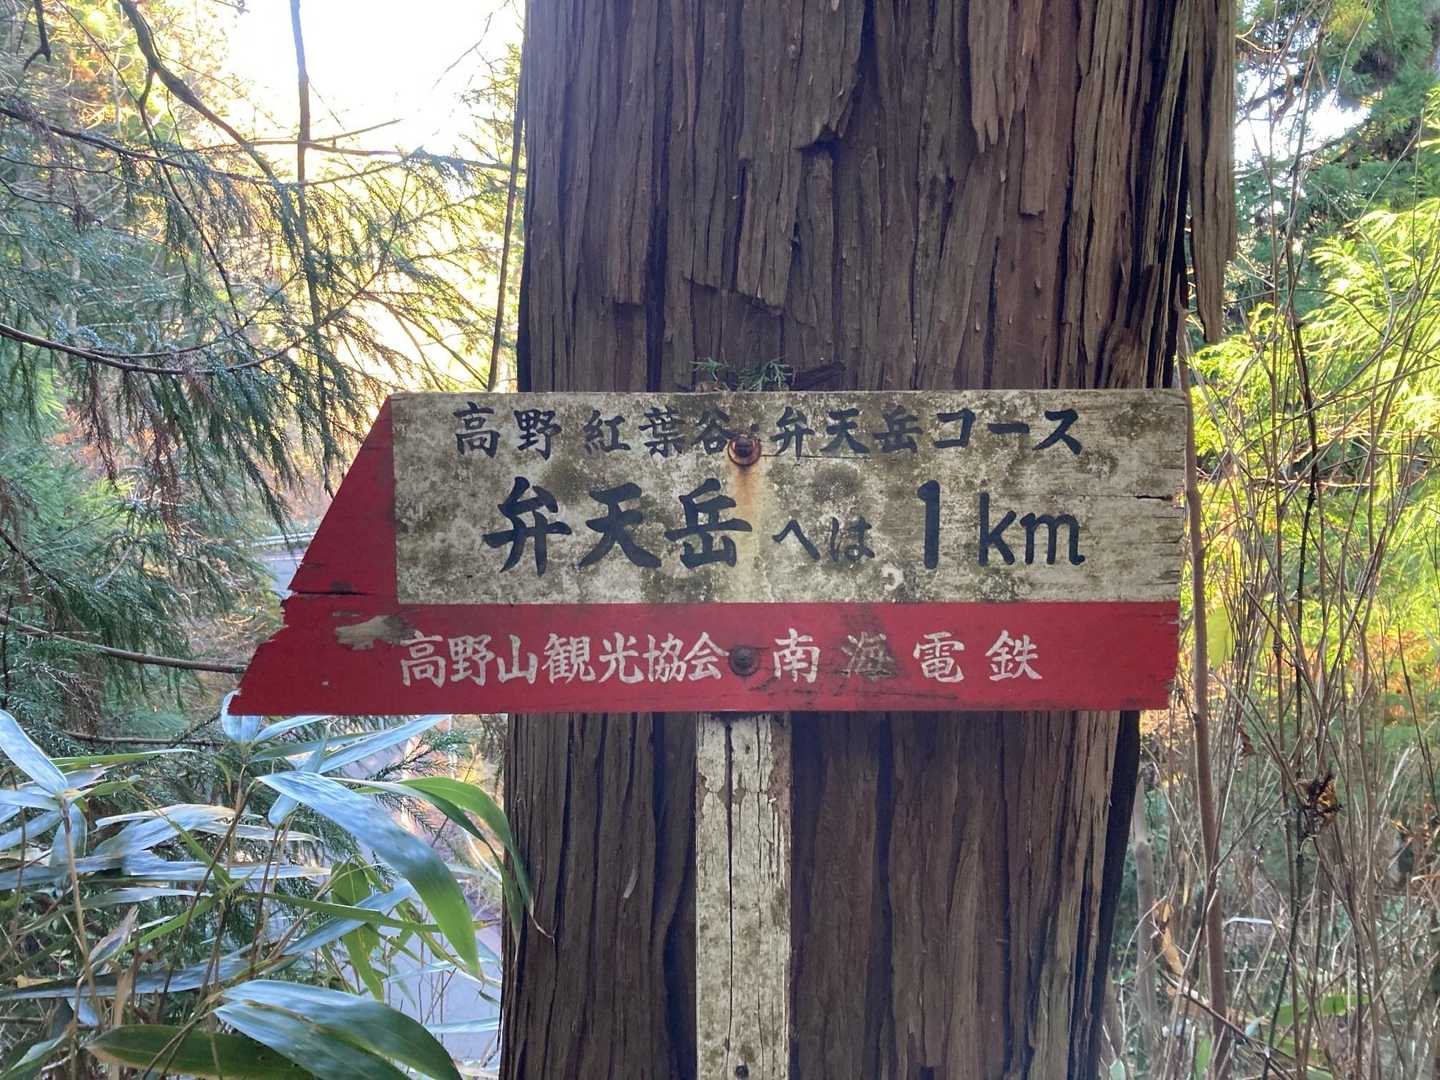 高野 紅葉谷・弁天岳コース
弁天岳へは 1km
高野山観光協会 南海電鉄